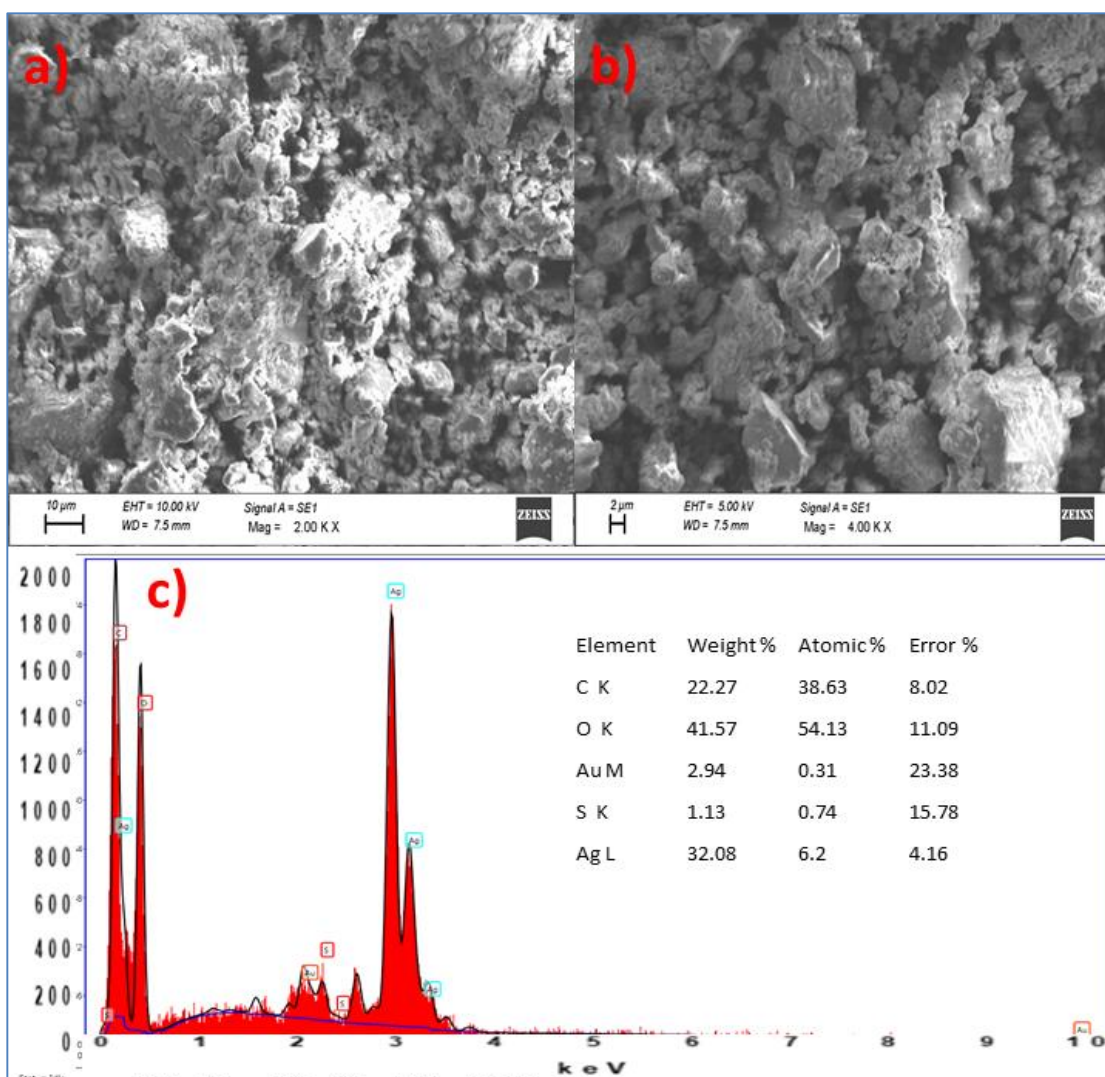 a)
10 µm
EHT = 10.00 kV
Signal A = SE1
WD = 7.5 mm
Mag = 2.00 K X
ZEISS
b)
2 µm
EHT = 5.00 kV
Signal A = SE1
WD = 7.5 mm
Mag = 4.00 K X
ZEISS
c)
2000
1800
1600
1400
1200
1000
800
600
400
200
0
C
Ag
O
S
Au
S
S
Ag
Ag
Ag
Au
0 1 2 3 4 5 6 7 8 9 10
keV
Element Weight % Atomic % Error %
C K 22.27 38.63 8.02
O K 41.57 54.13 11.09
Au M 2.94 0.31 23.38
S K 1.13 0.74 15.78
Ag L 32.08 6.2 4.16